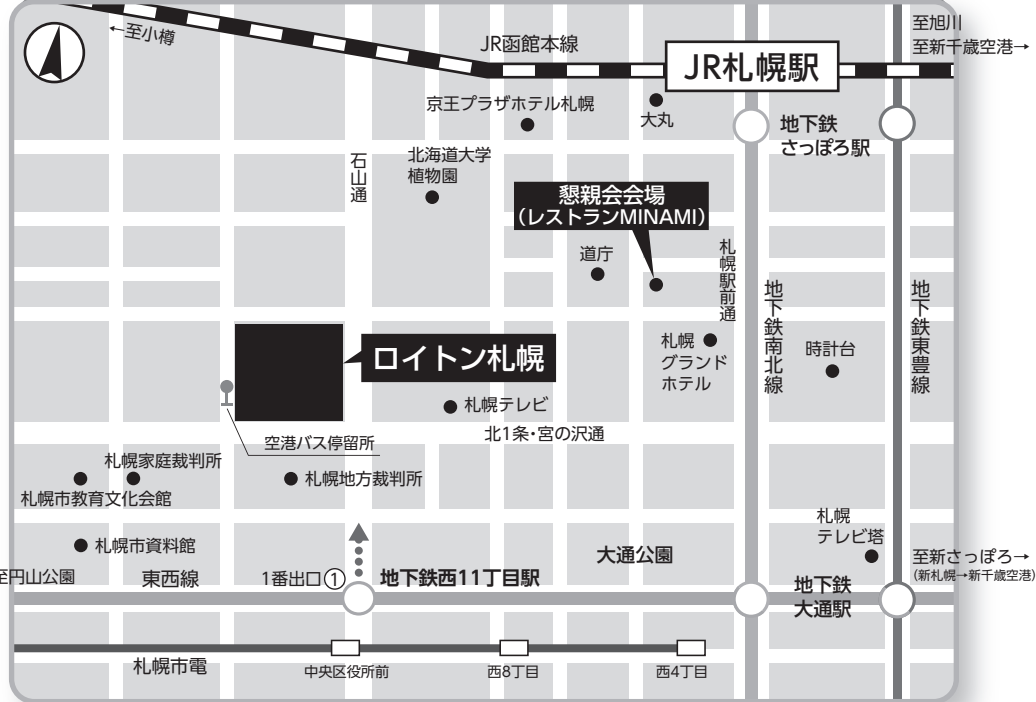 至旭川
至新千歳空港→
←至小樽
JR函館本線
JR札幌駅
京王プラザホテル札幌
大丸
地下鉄
さっぽろ駅
石山通
北海道大学
植物園
懇親会会場
(レストランMINAMI)
道庁
札幌駅前通
地下鉄南北線
地下鉄東豊線
ロイトン札幌
札幌
グランド
ホテル
時計台
札幌テレビ
北1条・宮の沢通
空港バス停留所
札幌家庭裁判所
札幌市教育文化会館
札幌地方裁判所
札幌
テレビ塔
札幌市資料館
大通公園
至新さっぽろ→
(新札幌→新千歳空港)
至円山公園
東西線
1番出口①
地下鉄西11丁目駅
地下鉄
大通駅
札幌市電
中央区役所前
西8丁目
西4丁目